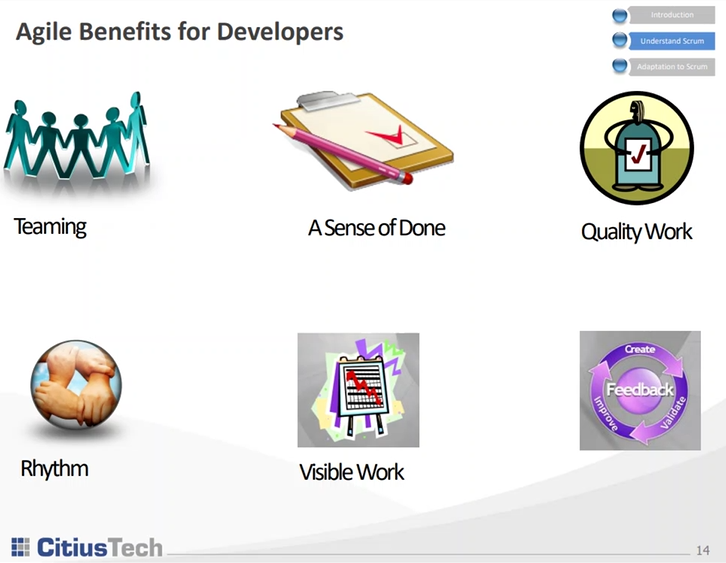 Agile Benefits for Developers
Introduction
Understand Scrum
Adaptation to Scrum
Teaming
A Sense of Done
Quality Work
Create
Feedback
Improve
Validate
Rhythm
Visible Work
CitiusTech
14